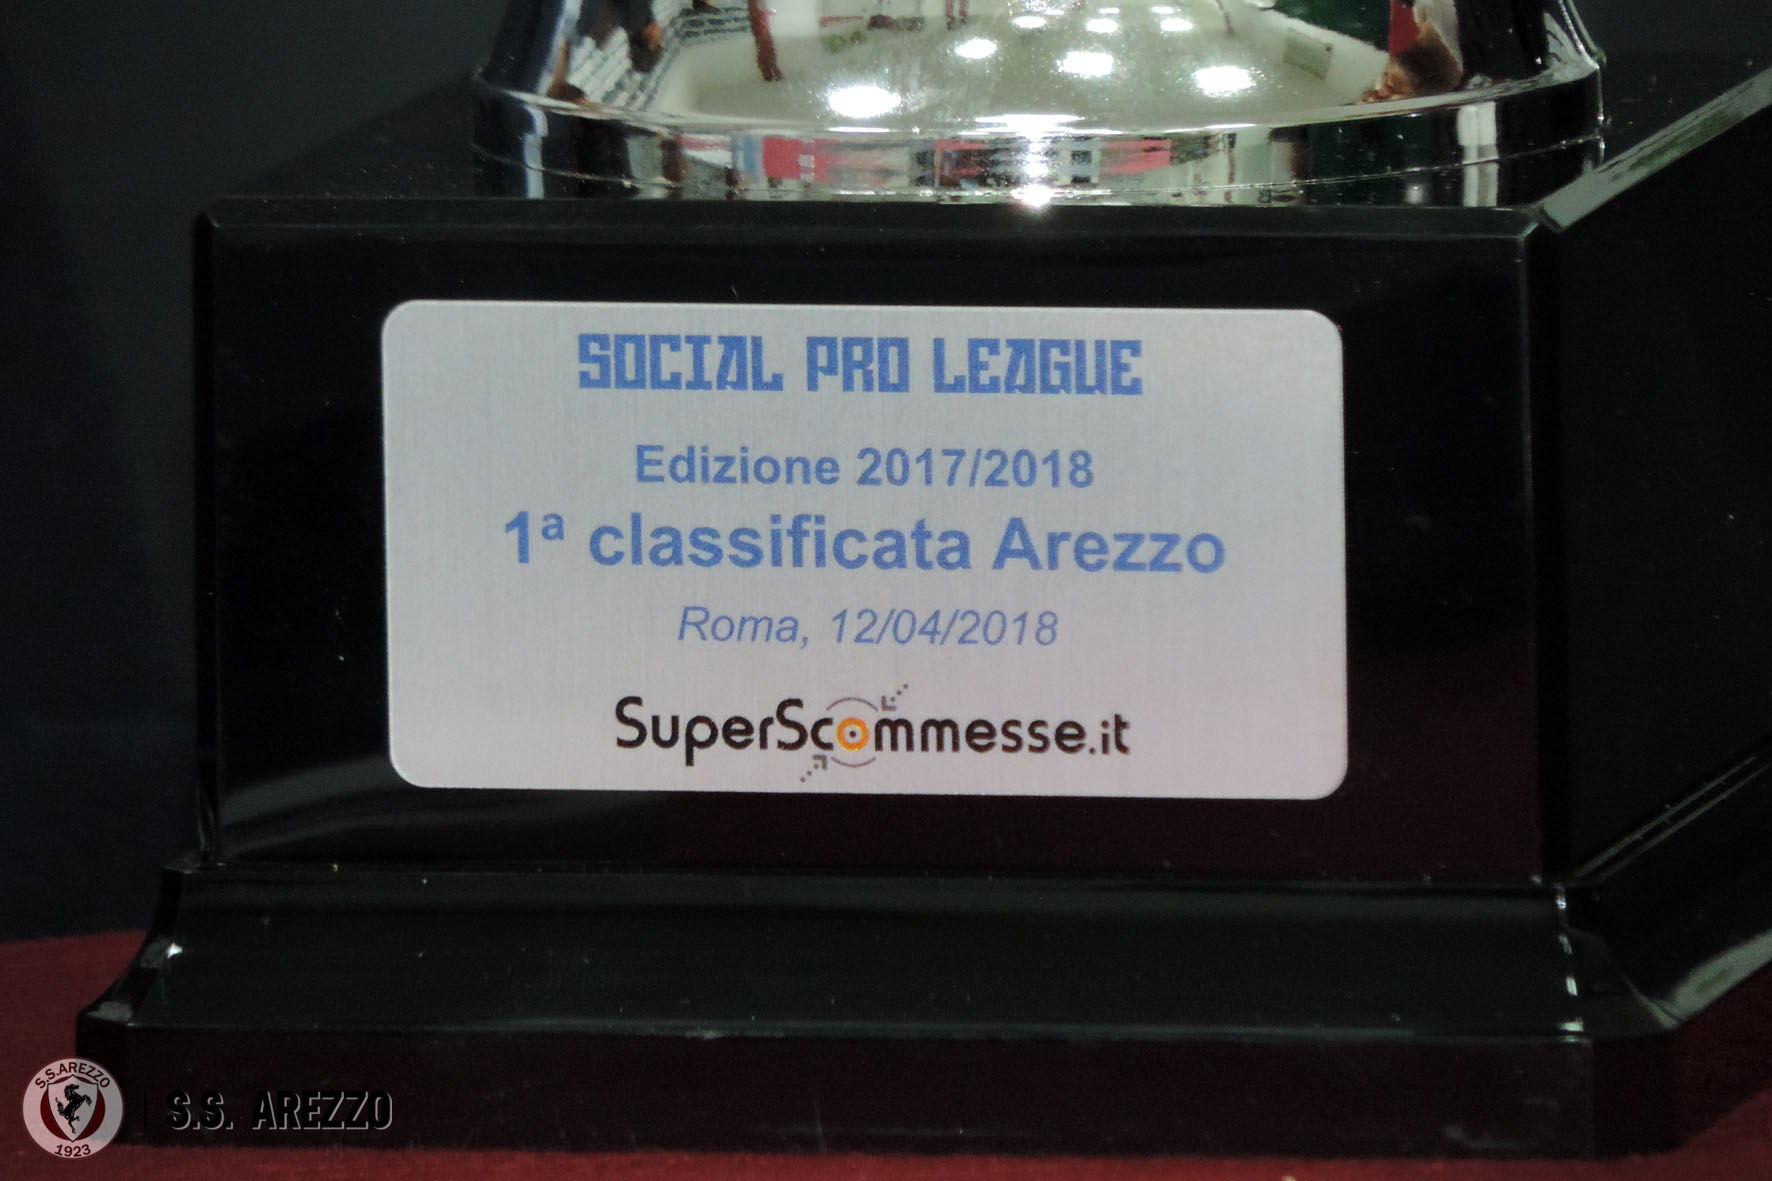 SOCIAL PRO LEAGUE
Edizione 2017/2018
1ª classificata Arezzo
Roma, 12/04/2018
SuperScommesse.it
S.S.AREZZO
1923
S.S. AREZZO